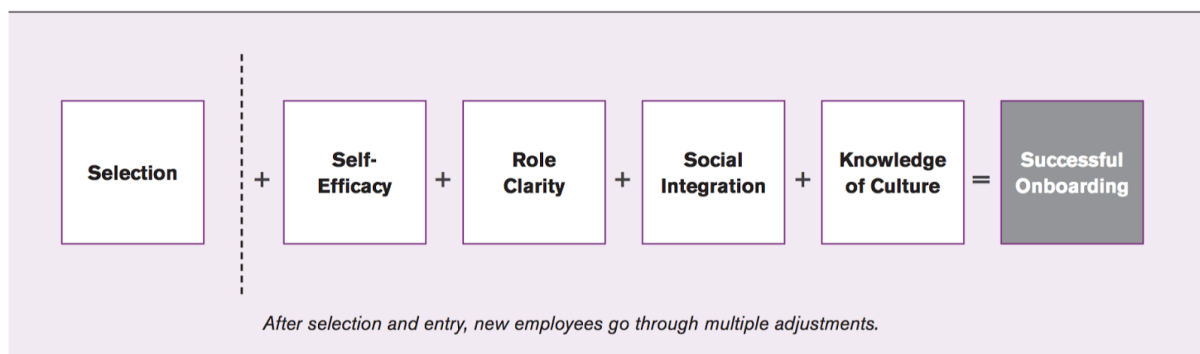 Selection
+
Self-
Efficacy
+
Role
Clarity
+
Social
Integration
+
Knowledge
of Culture
=
Successful
Onboarding
After selection and entry, new employees go through multiple adjustments.